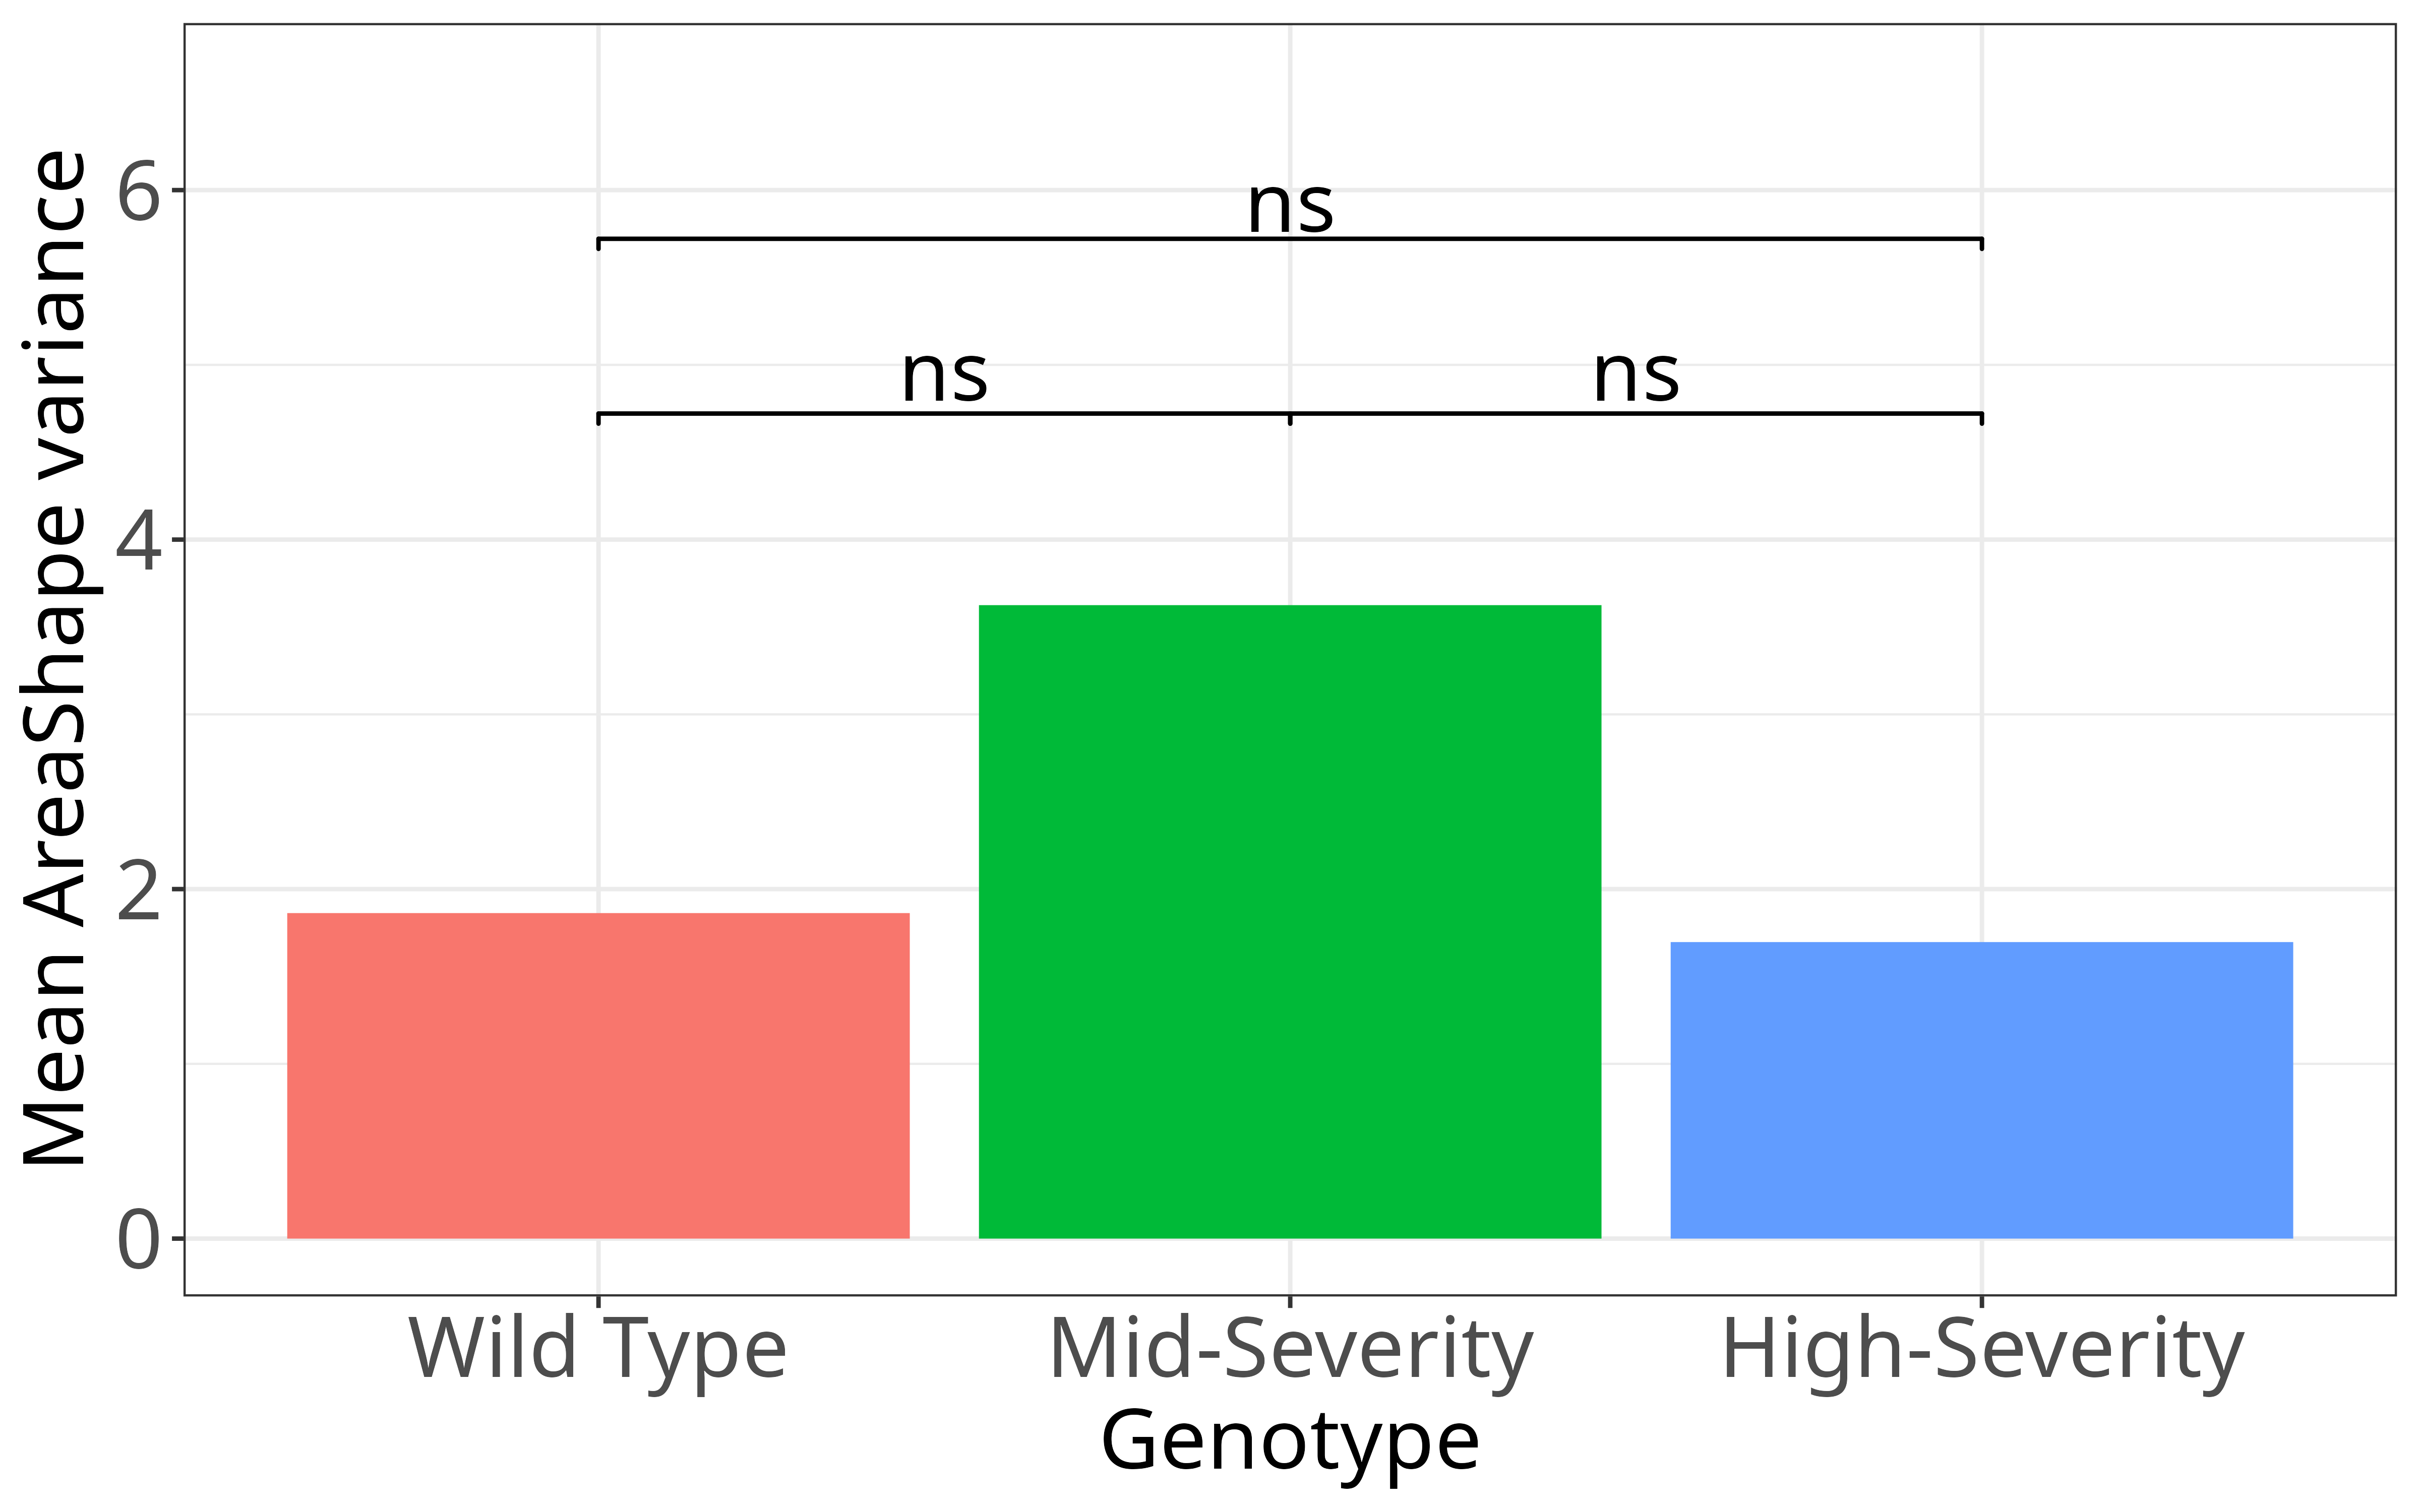 Mean AreaShape variance
6
4
2
0
ns
ns ns
Wild Type Mid-Severity High-Severity
Genotype